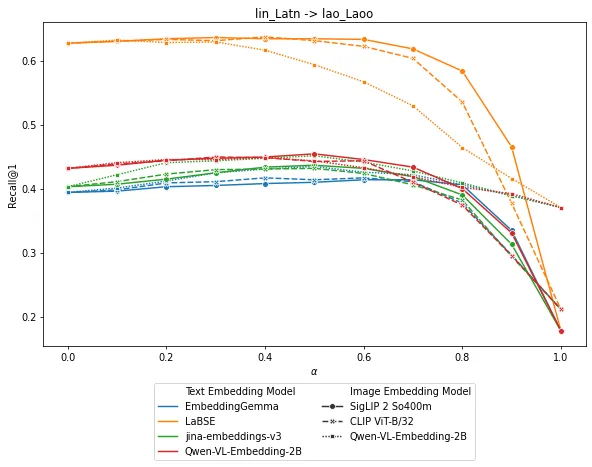 lin_Latn -> lao_Laoo
Recall@1
0.6
0.5
0.4
0.3
0.2
0.0
0.2
0.4
0.6
0.8
1.0
α
Text Embedding Model
EmbeddingGemma
LaBSE
jina-embeddings-v3
Qwen-VL-Embedding-2B
Image Embedding Model
SigLIP 2 So400m
CLIP ViT-B/32
Qwen-VL-Embedding-2B